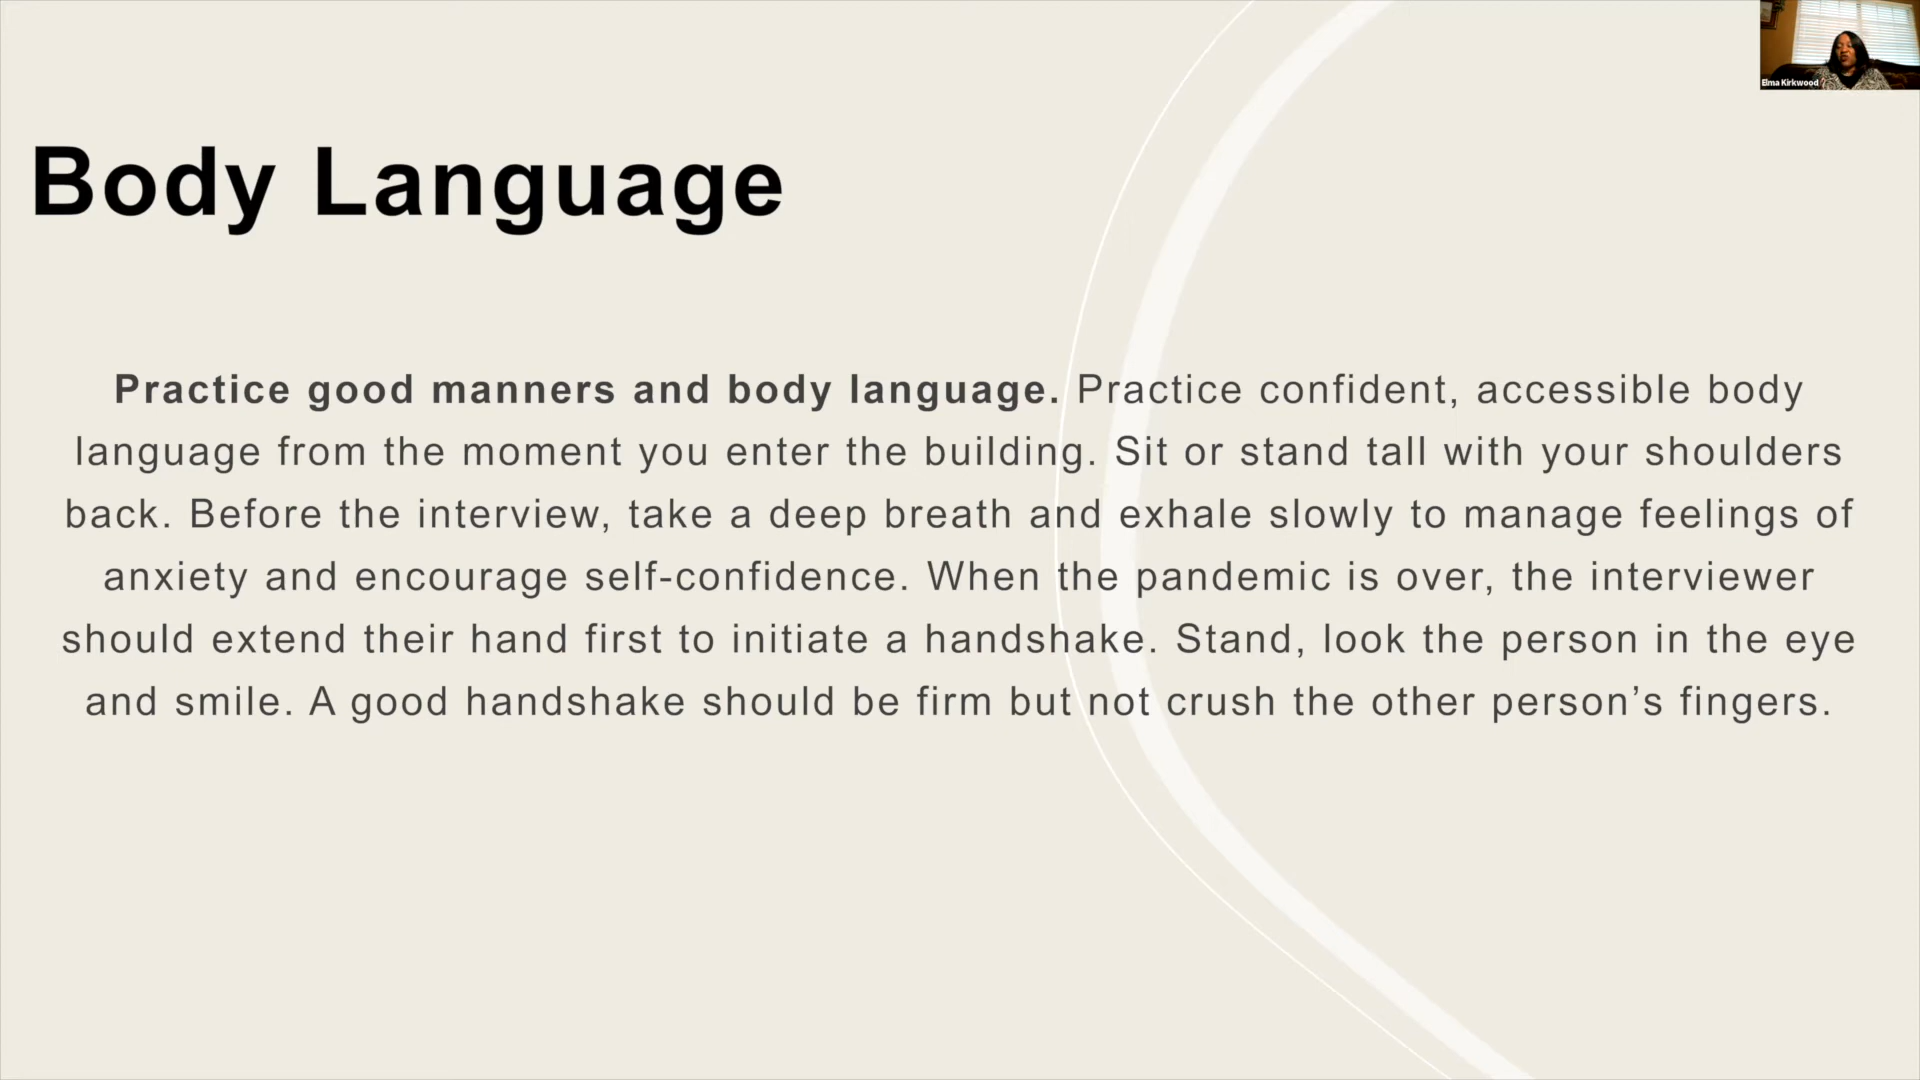 Elma Kirkwood
Body Language
Practice good manners and body language. Practice confident, accessible body
language from the moment you enter the building. Sit or stand tall with your shoulders
back. Before the interview, take a deep breath and exhale slowly to manage feelings of
anxiety and encourage self-confidence. When the pandemic is over, the interviewer
should extend their hand first to initiate a handshake. Stand, look the person in the eye
and smile. A good handshake should be firm but not crush the other person’s fingers.